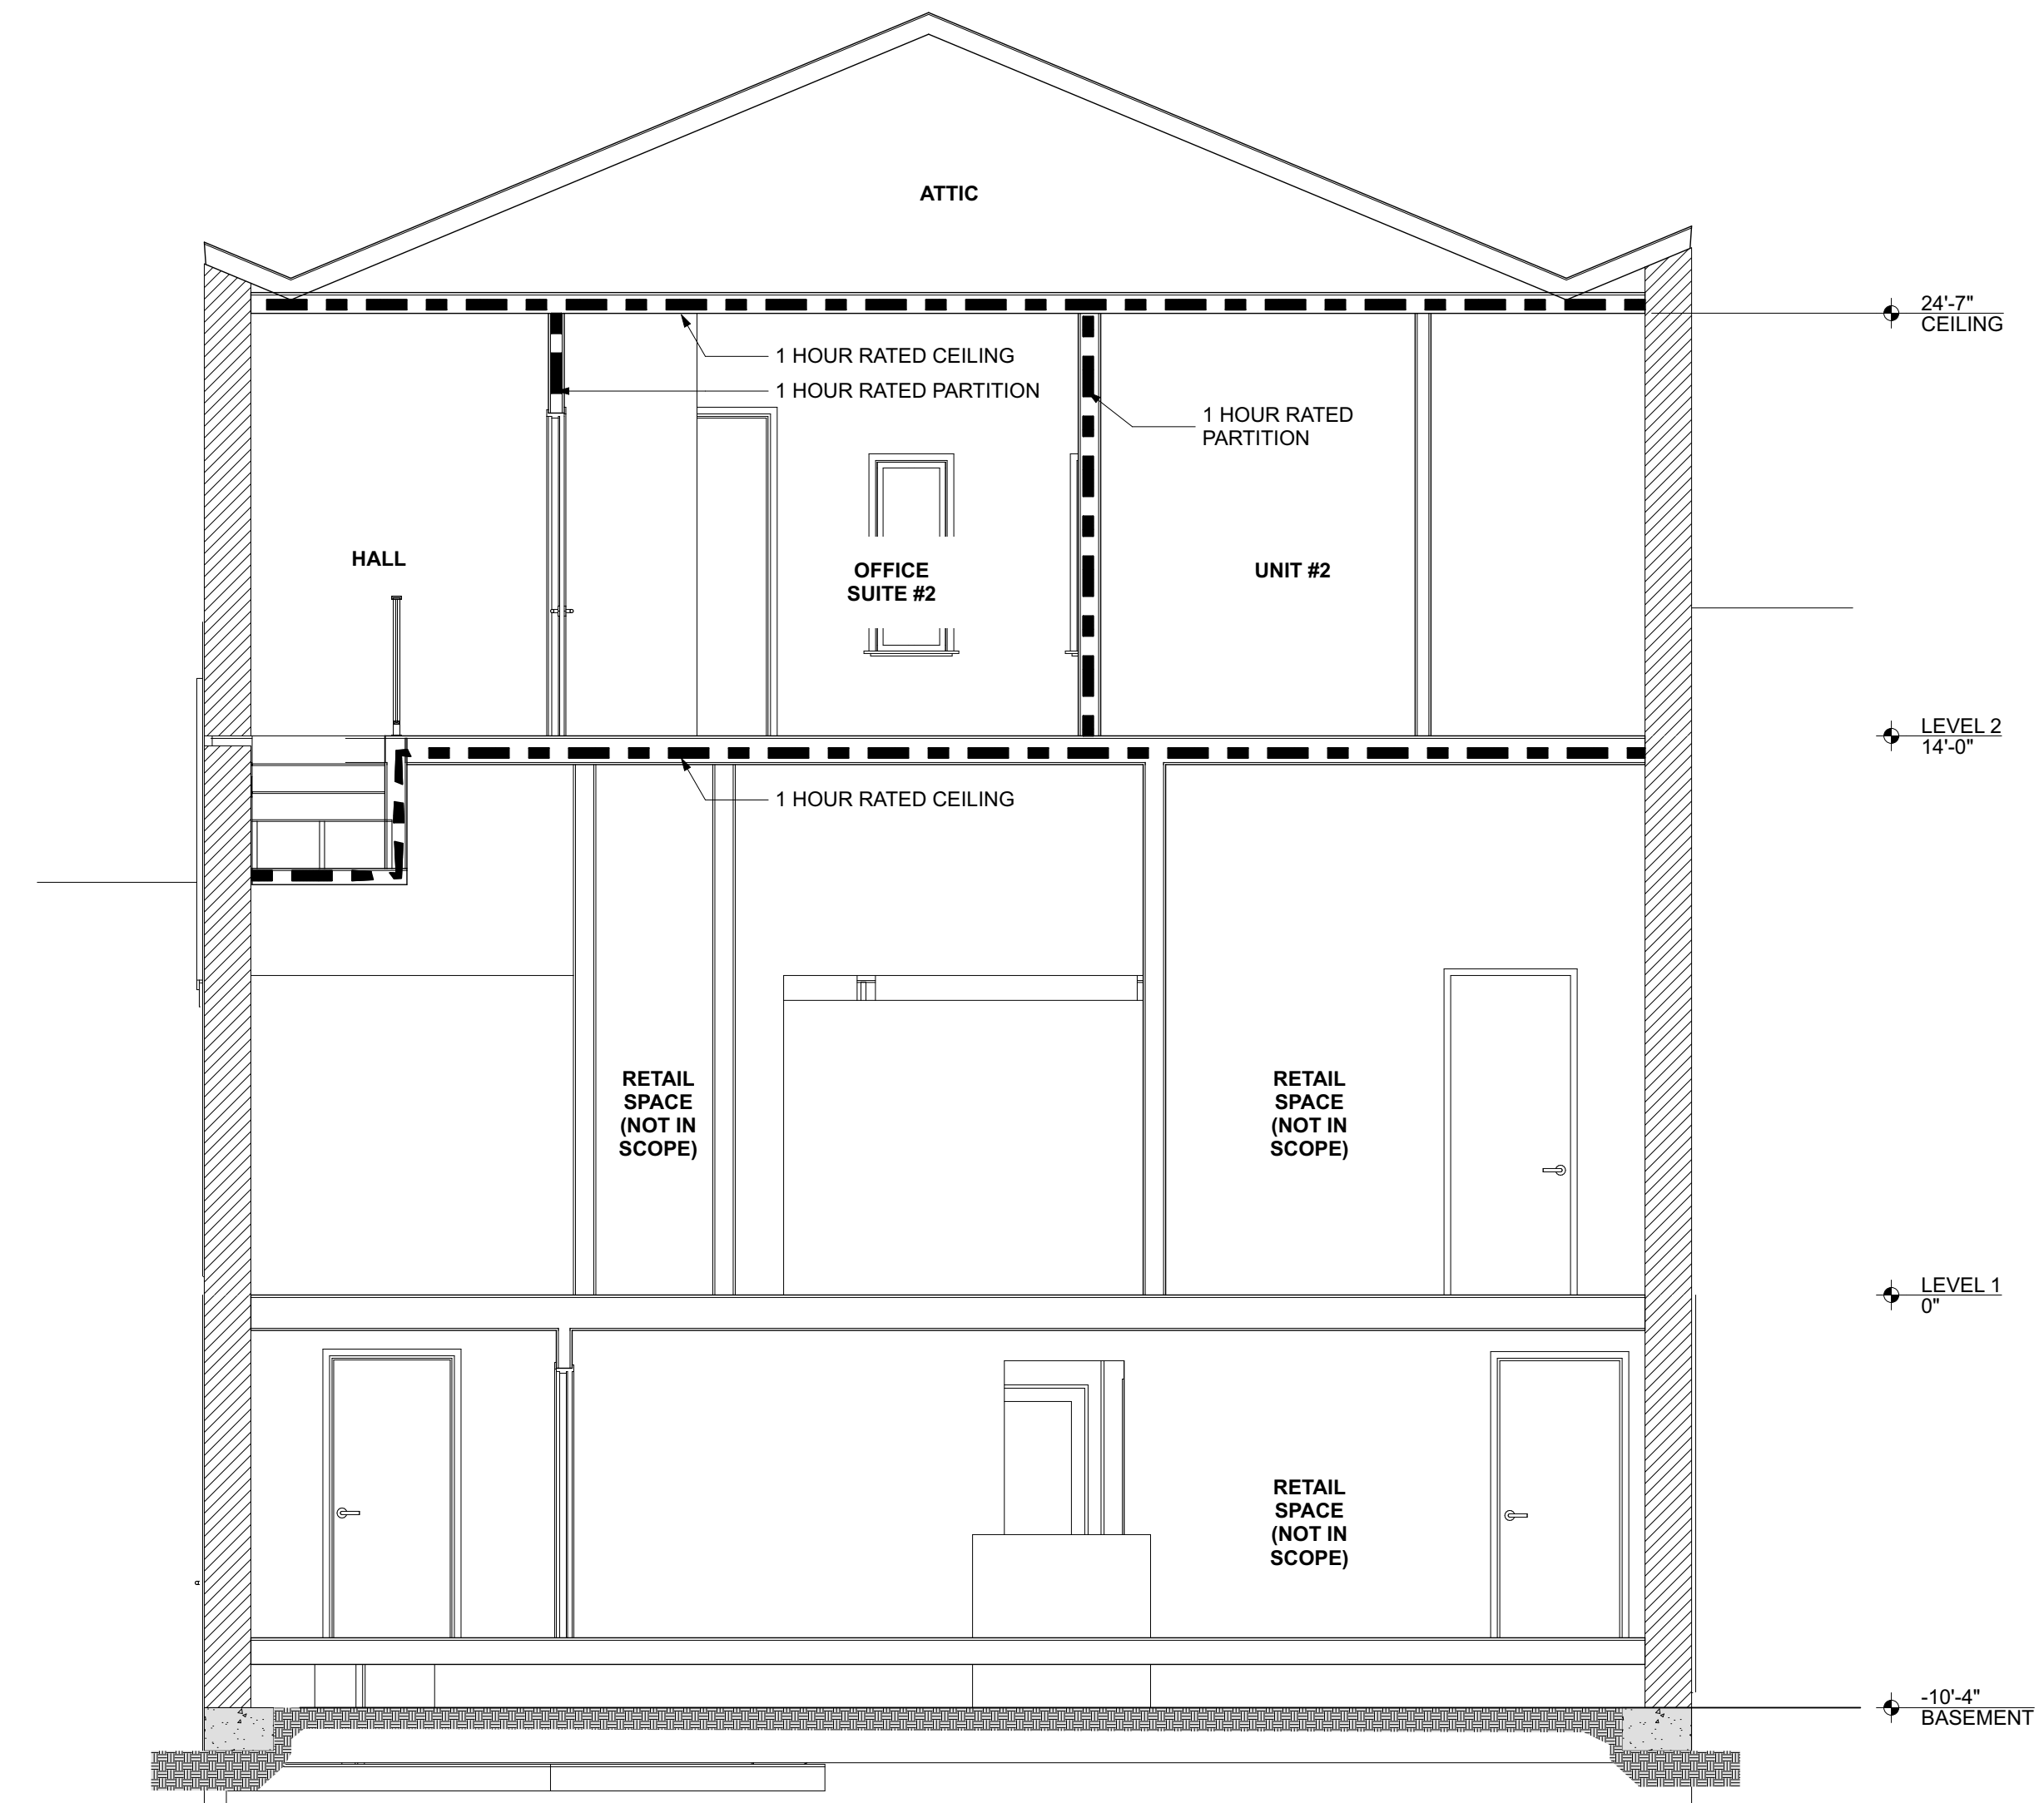 ATTIC
24'-7"
CEILING
1 HOUR RATED CEILING
1 HOUR RATED PARTITION
1 HOUR RATED
PARTITION
HALL
OFFICE
SUITE #2
UNIT #2
LEVEL 2
14'-0"
1 HOUR RATED CEILING
RETAIL
SPACE
(NOT IN
SCOPE)
RETAIL
SPACE
(NOT IN
SCOPE)
LEVEL 1
0"
RETAIL
SPACE
(NOT IN
SCOPE)
-10'-4"
BASEMENT